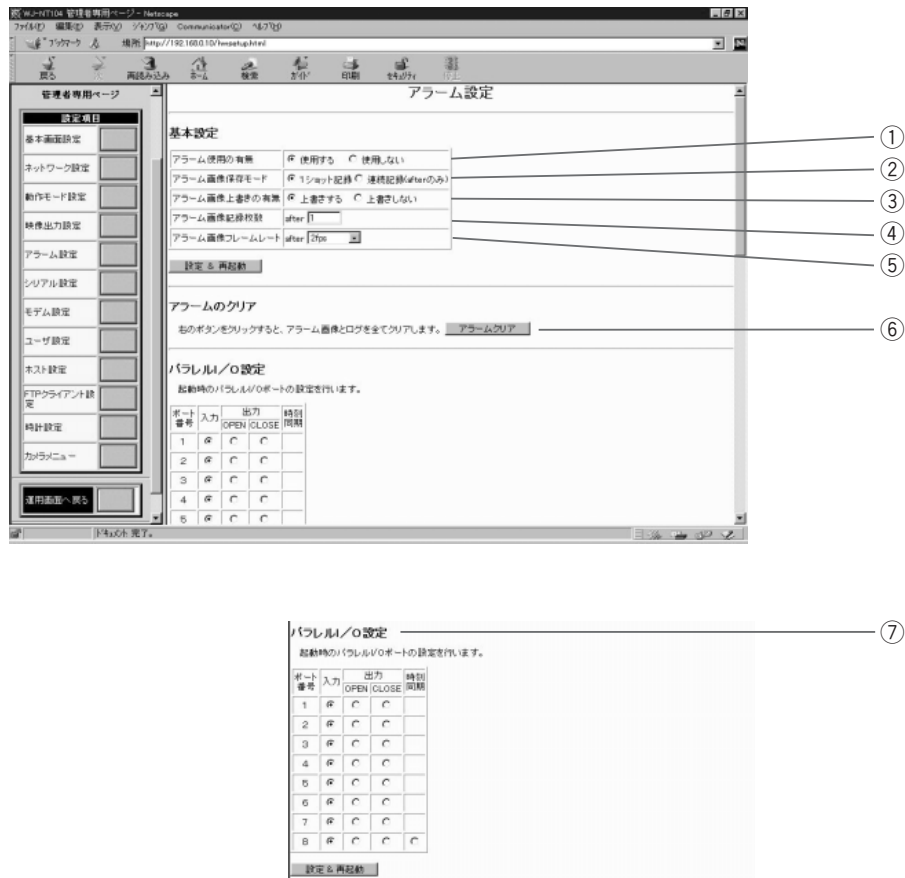 WJ-NT104 管理者専用ページ - Netscape
ファイル(F) 編集(E) 表示(V) ジャンプ(G) Communicator(C) ヘルプ(H)
ブックマーク 場所 http://192.168.0.10/hwsetup.html
戻る 再読み込み ホーム 検索 ガイド 印刷 セキュリティ 停止
管理者専用ページ
設定項目
基本画面設定
ネットワーク設定
動作モード設定
映像出力設定
アラーム設定
シリアル設定
モデム設定
ユーザ設定
ホスト設定
FTPクライアント設定
時計設定
カメラメニュー
運用画面へ戻る
アラーム設定
基本設定
アラーム使用の有無 使用する 使用しない ①
アラーム画像保存モード 1ショット記録 連続記録(afterのみ) ②
アラーム画像上書きの有無 上書きする 上書きしない ③
アラーム画像記録枚数 after 1 ④
アラーム画像フレームレート after 2fps ⑤
設定 & 再起動
アラームのクリア
右のボタンをクリックすると、アラーム画像とログを全てクリアします。 アラームクリア ⑥
パラレルI/O設定
起動時のパラレルI/Oポートの設定を行います。
ポート番号 入力 出力 時刻同期
OPEN CLOSE
1
2
3
4
5
ドキュメント 完了。
パラレルI/O設定 ⑦
起動時のパラレルI/Oポートの設定を行います。
ポート番号 入力 出力 時刻同期
OPEN CLOSE
1
2
3
4
5
6
7
8
設定 & 再起動